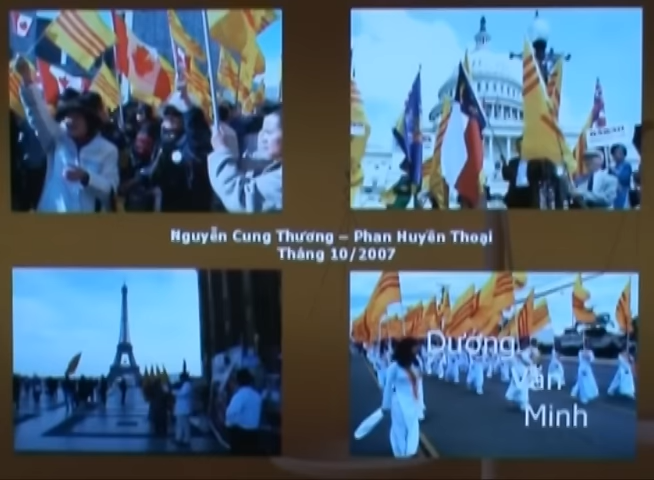 Nguyễn Cung Thương – Phan Huyền Thoại
Tháng 10/2007
Dương
Văn
Minh